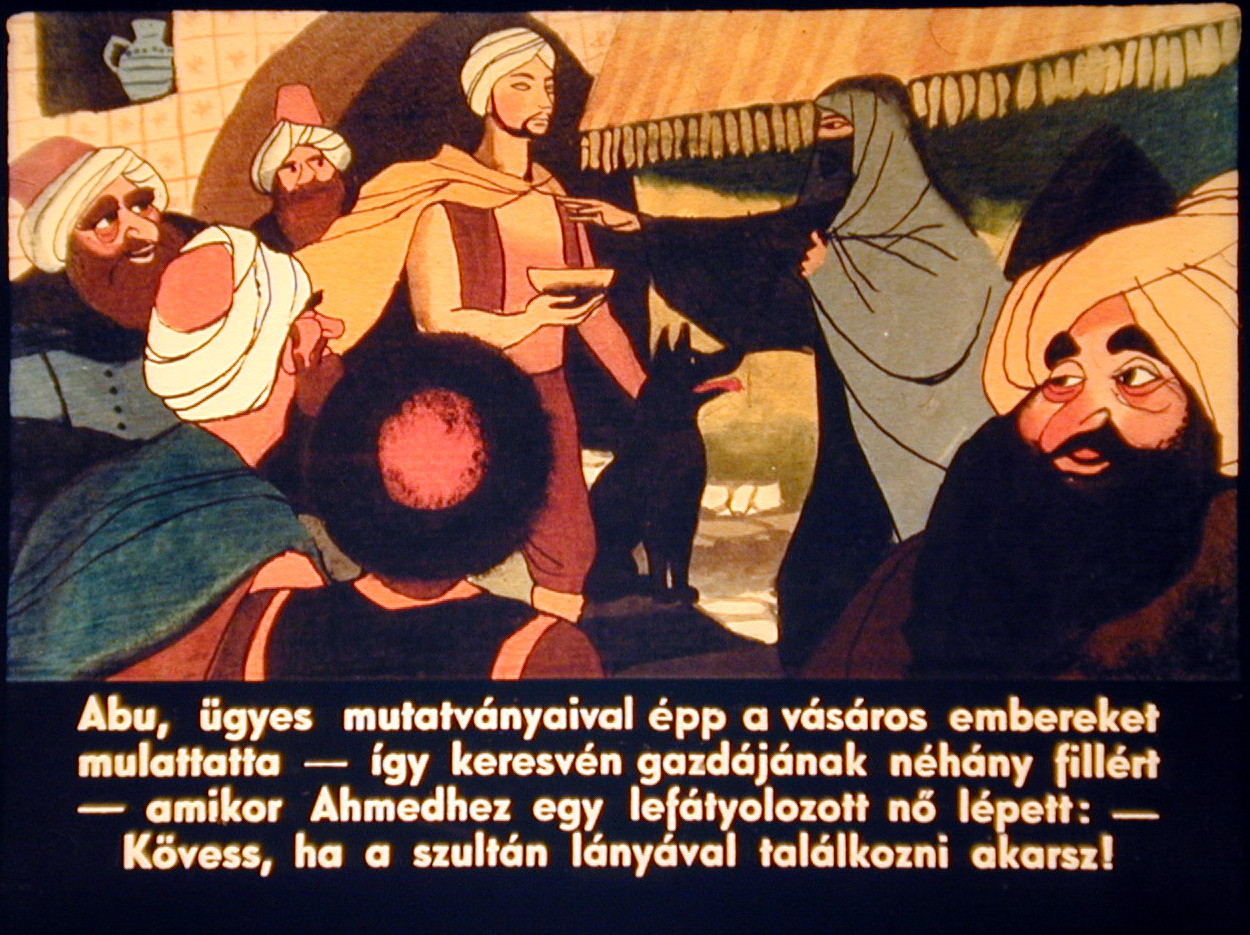 Abu, ügyes mutatványaival épp a vásáros embereket
mulattatta — így keresvén gazdájának néhány fillért
— amikor Ahmedhez egy lefátyolozott nő lépett: —
Kövess, ha a szultán lányával találkozni akarsz!